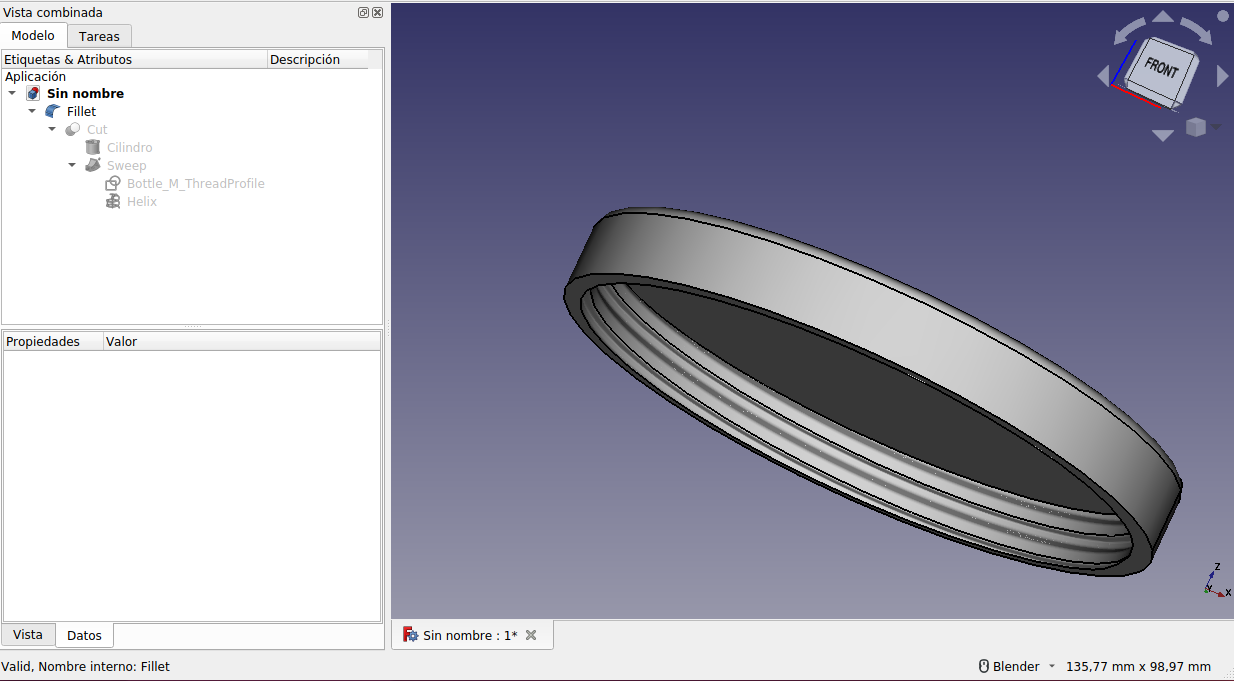 Vista combinada
Modelo Tareas
Etiquetas & Atributos Descripción
Aplicación
Sin nombre
Fillet
Cut
Cilindro
Sweep
Bottle_M_ThreadProfile
Helix
Propiedades Valor
Vista Datos
FRONT
Z
Y
X
Sin nombre : 1*
Valid, Nombre interno: Fillet
Blender
135,77 mm x 98,97 mm